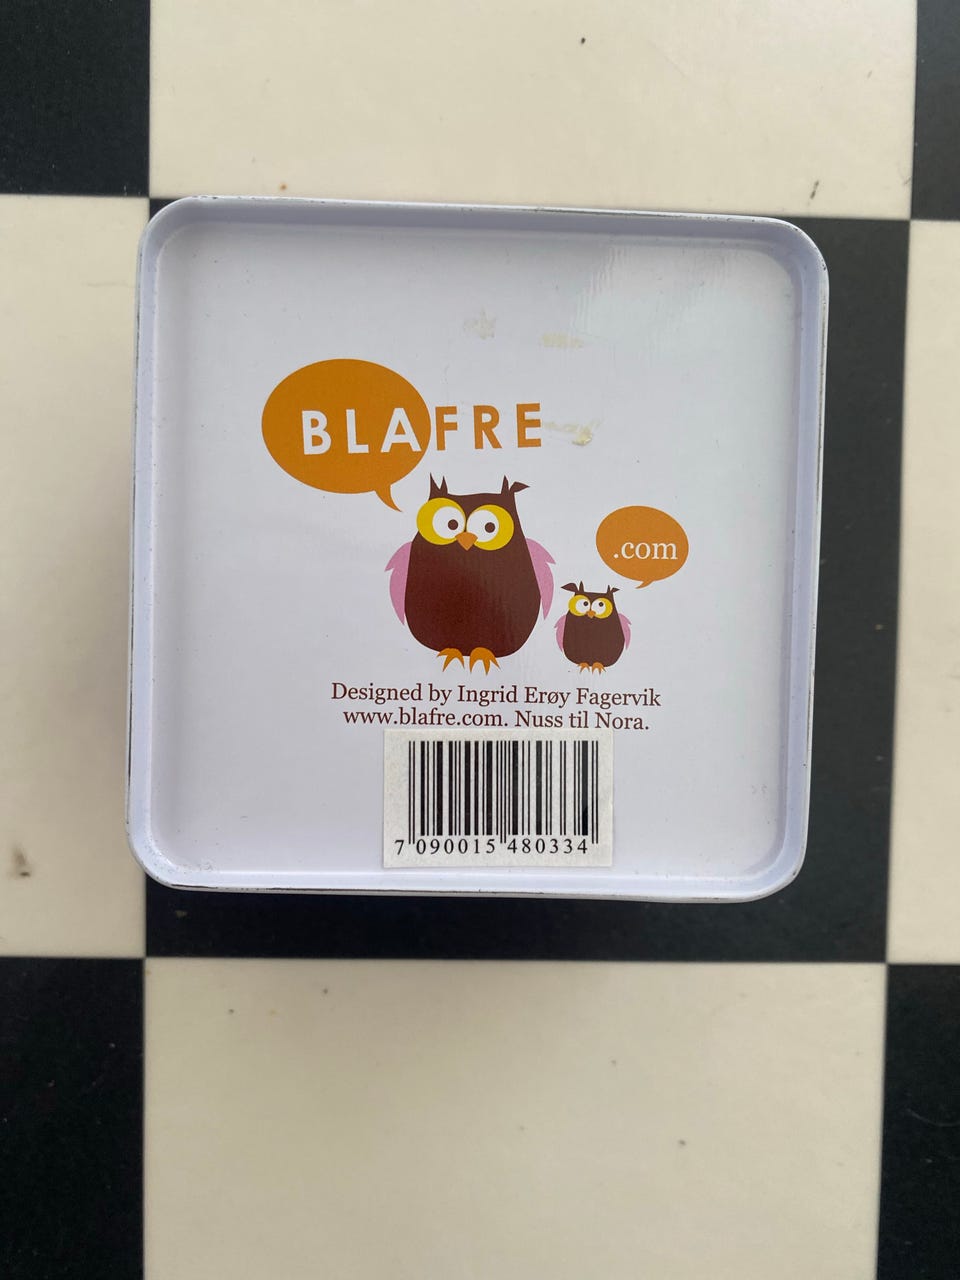 BLAFRE
.com
Designed by Ingrid Erøy Fagervik
www.blafre.com. Nuss til Nora.
7 090015 480334